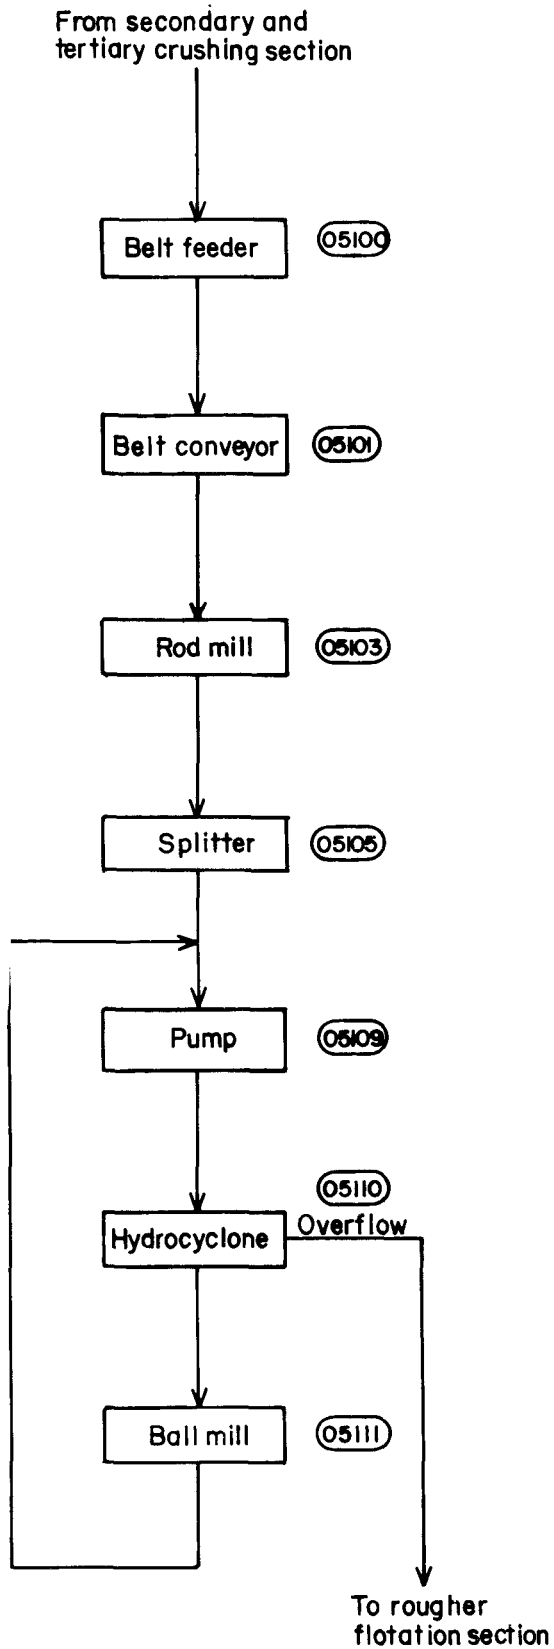 From secondary and
tertiary crushing section
Belt feeder
05100
Belt conveyor
05101
Rod mill
05103
Splitter
05105
Pump
05109
05110
Hydrocyclone
Overflow
Ball mill
05111
To rougher
flotation section